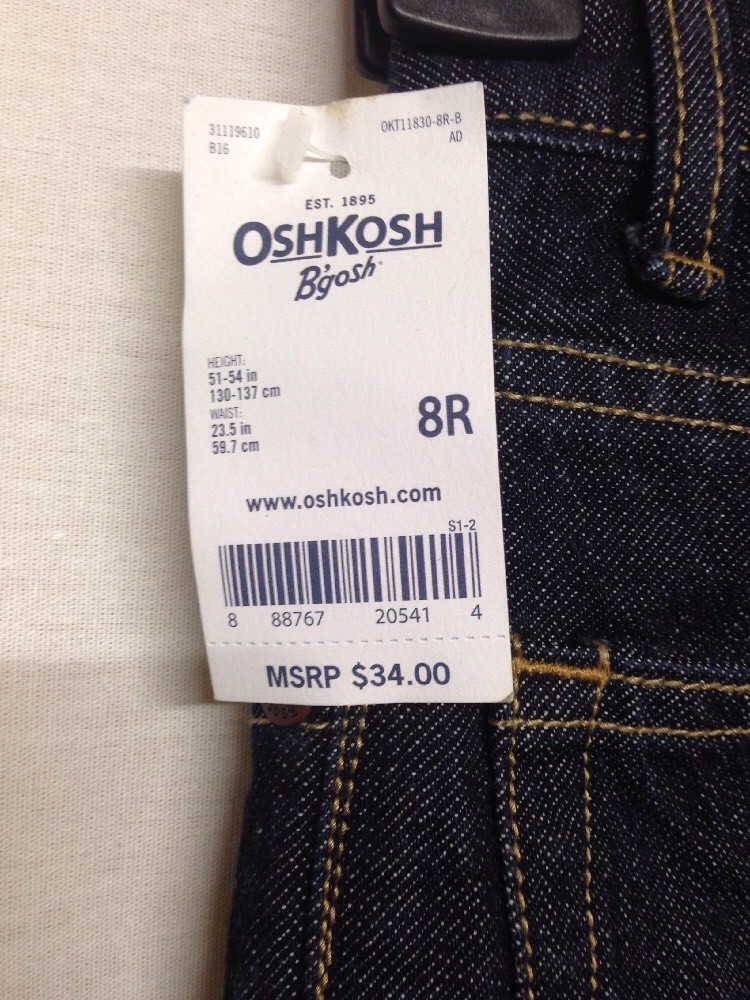 31119610
B16
OKT11830-8R-B
AD
EST. 1895
OSHKOSH
B'gosh
HEIGHT:
51-54 in
130-137 cm
WAIST:
23.5 in
59.7 cm
8R
www.oshkosh.com
S1-2
8 88767 20541 4
MSRP $34.00